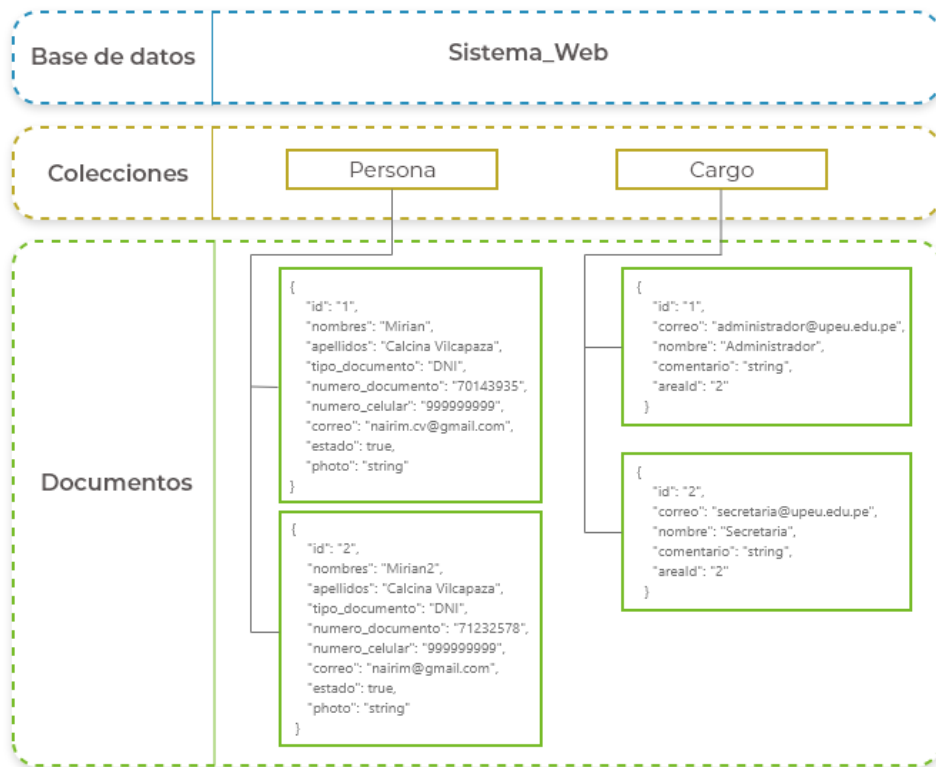 Base de datos
Sistema_Web
Colecciones
Persona
Cargo
Documentos
{
"id": "1",
"nombres": "Mirian",
"apellidos": "Calcina Vilcapaza",
"tipo_documento": "DNI",
"numero_documento": "70143935",
"numero_celular": "999999999",
"correo": "nairim.cv@gmail.com",
"estado": true,
"photo": "string"
}
{
"id": "2",
"nombres": "Mirian2",
"apellidos": "Calcina Vilcapaza",
"tipo_documento": "DNI",
"numero_documento": "71232578",
"numero_celular": "999999999",
"correo": "nairim@gmail.com",
"estado": true,
"photo": "string"
}
{
"id": "1",
"correo": "administrador@upeu.edu.pe",
"nombre": "Administrador",
"comentario": "string",
"areaId": "2"
}
{
"id": "2",
"correo": "secretaria@upeu.edu.pe",
"nombre": "Secretaria",
"comentario": "string",
"areaId": "2"
}